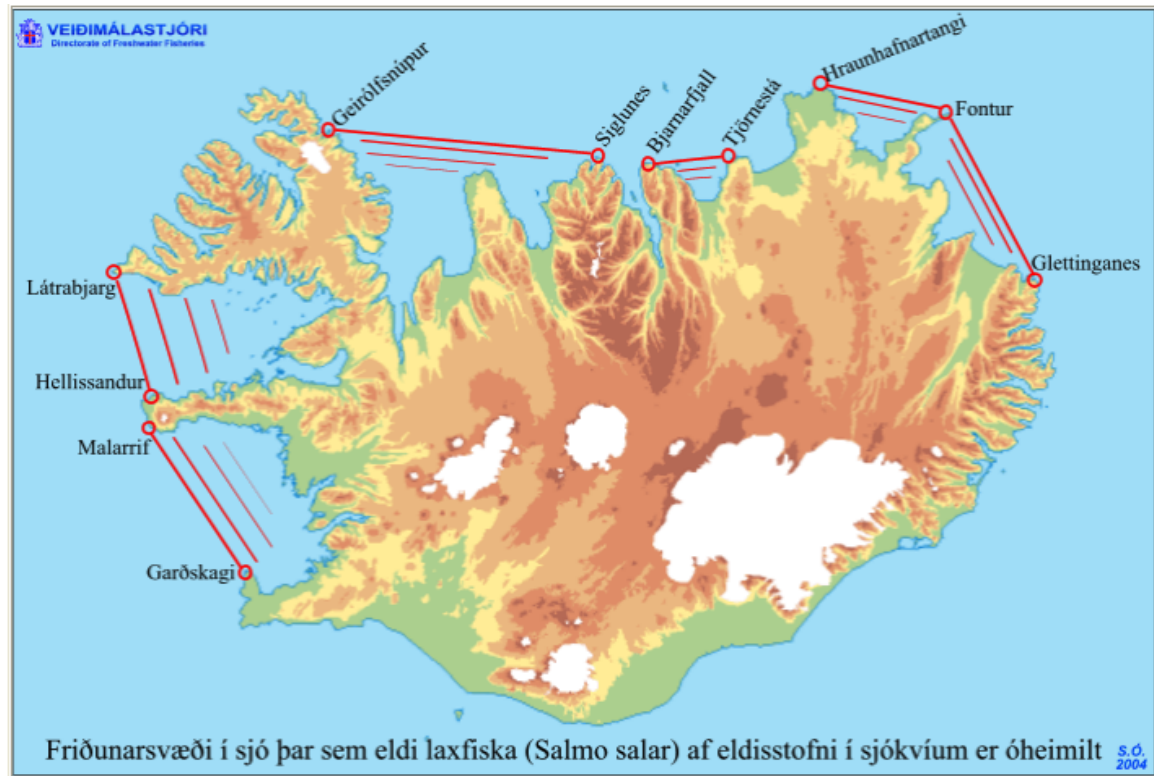 VEIÐIMÁLASTJÓRI
Directorate of Freshwater Fisheries
Geirólfsnúpur
Siglunes
Bjarnarfjall
Tjörnestá
Hraunhafnartangi
Fontur
Glettinganes
Látrabjarg
Hellissandur
Malarrif
Garðskagi
Friðunarsvæði í sjó þar sem eldi laxfiska (Salmo salar) af eldisstofni í sjókvíum er óheimilt
S.Ó.
2004